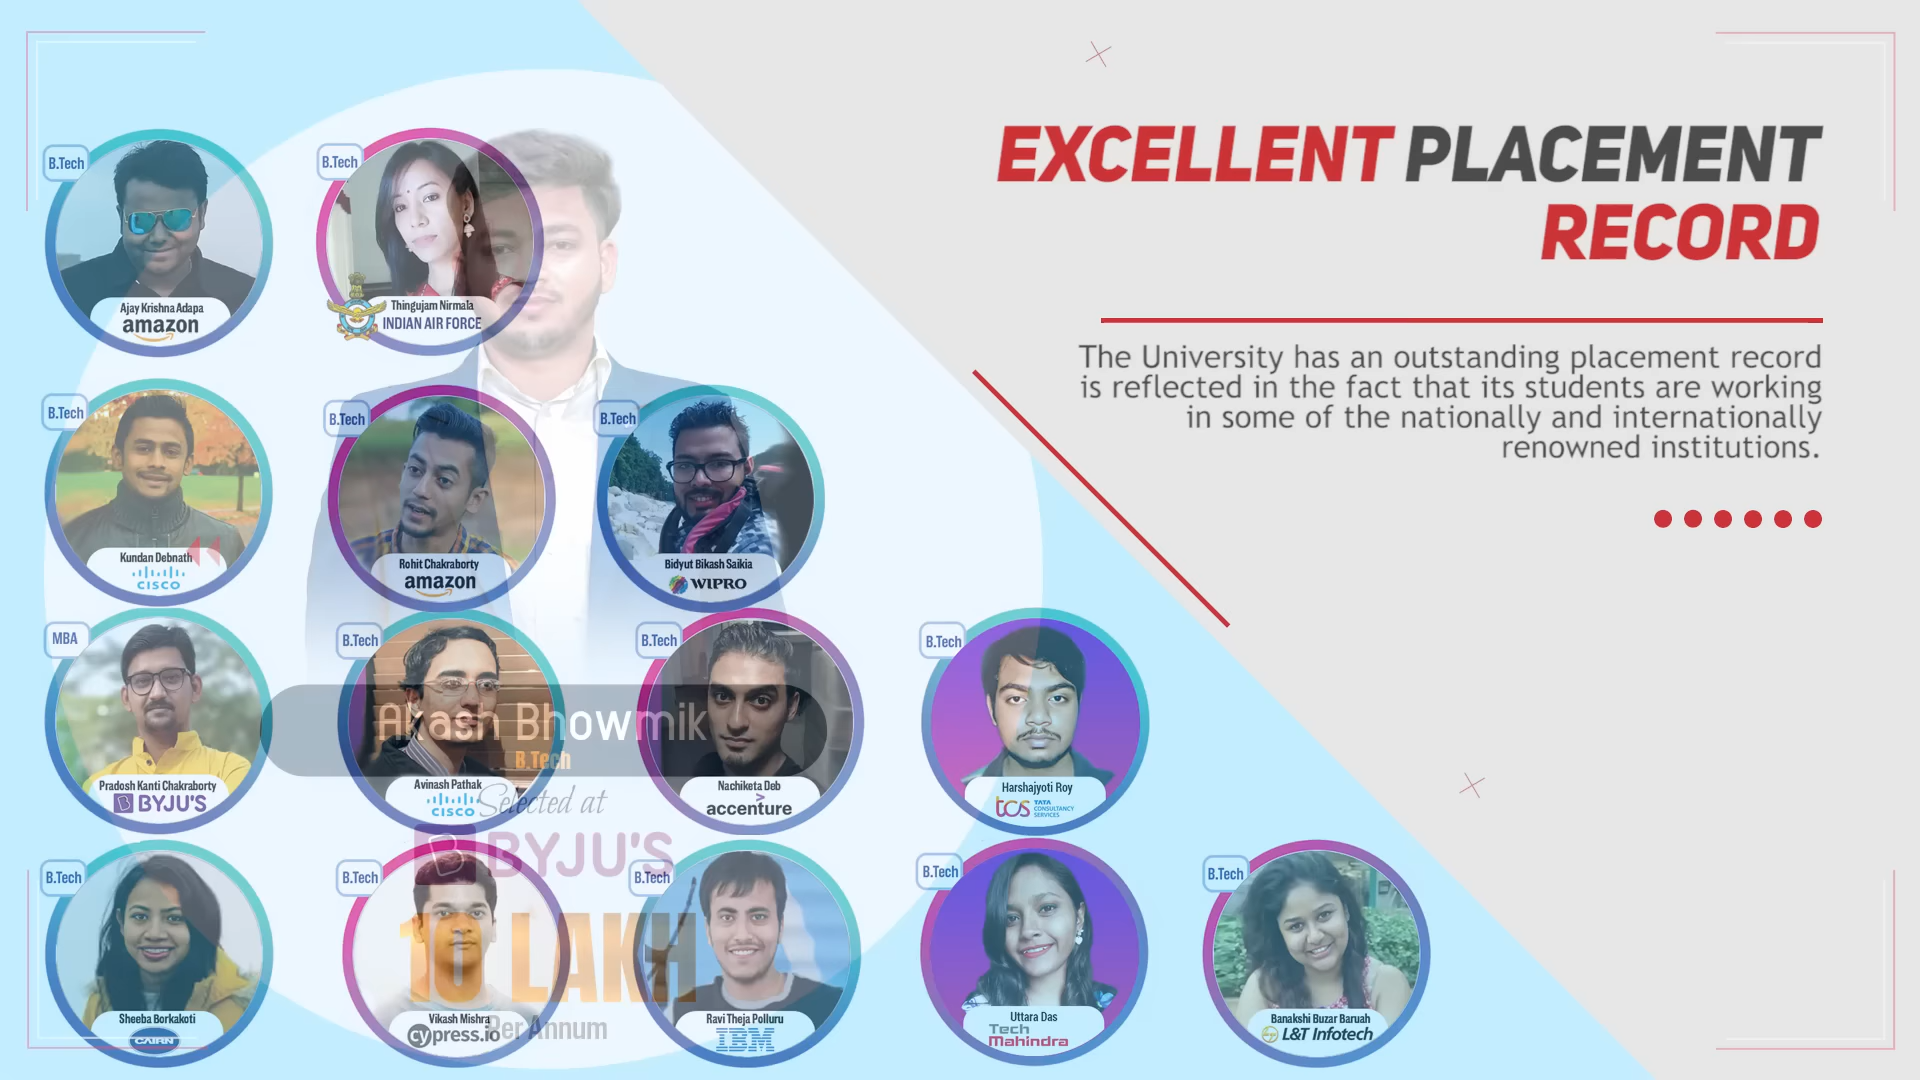 EXCELLENT PLACEMENT
RECORD
The University has an outstanding placement record
is reflected in the fact that its students are working
in some of the nationally and internationally
renowned institutions.
B.Tech
Ajay Krishna Adapa
amazon
B.Tech
Thingujam Nirmala
INDIAN AIR FORCE
B.Tech
Kundan Debnath
CISCO
B.Tech
Rohit Chakraborty
amazon
B.Tech
Bidyut Bikash Saikia
WIPRO
MBA
Pradosh Kanti Chakraborty
BYJU'S
B.Tech
Avinash Pathak
CISCO
B.Tech
Nachiketa Deb
accenture
B.Tech
Harshajyoti Roy
tcs TATA
CONSULTANCY
SERVICES
Akash Bhowmik
B.Tech
Selected at
BYJU'S
10 LAKH
Per Annum
B.Tech
Sheeba Borkakoti
CAIRN
B.Tech
Vikash Mishra
cypress.io
B.Tech
Ravi Theja Polluru
IBM
B.Tech
Uttara Das
Tech
Mahindra
B.Tech
Banakshi Buzar Baruah
L&T Infotech